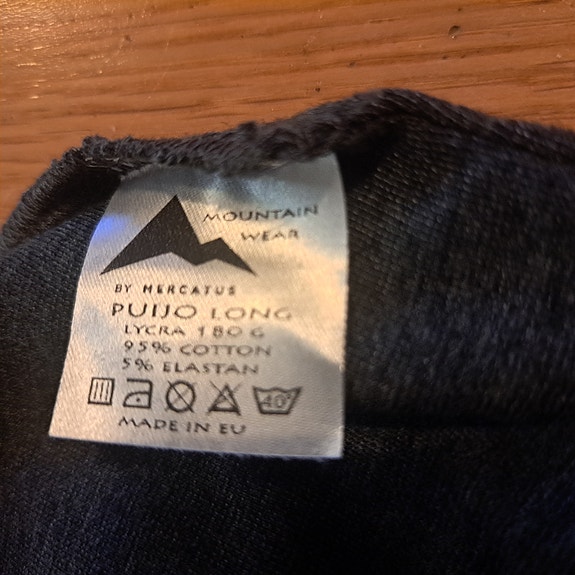 MOUNTAIN
WEAR
BY MERCATUS
PUIJO LONG
LYCRA 180 G
95% COTTON
5% ELASTAN
40°
MADE IN EU